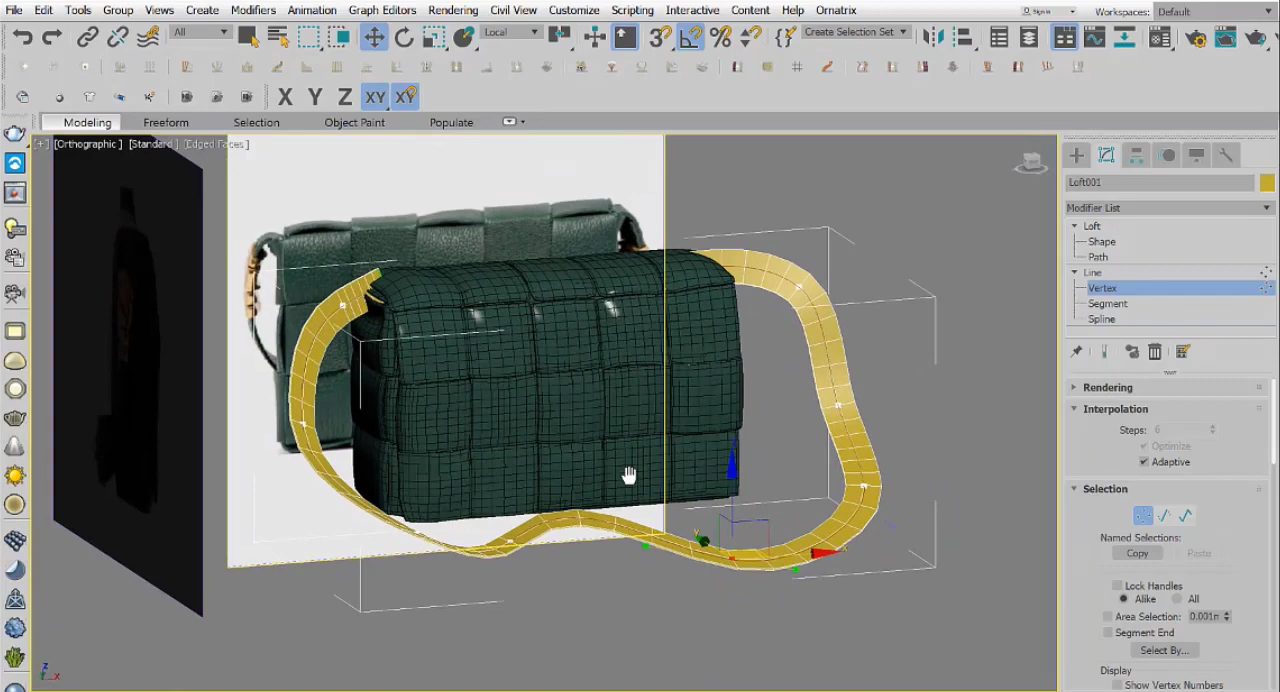 File Edit Tools Group Views Create Modifiers Animation Graph Editors Rendering Civil View Customize Scripting Interactive Content Help Ornatrix
Sign In
Workspaces: Default
All
Local
Create Selection Set
X Y Z XY XY
Modeling Freeform Selection Object Paint Populate
[+] [Orthographic ] [Standard ] [Edged Faces ]
Loft001
Modifier List
Loft
Shape
Path
Line
Vertex
Segment
Spline
Rendering
Interpolation
Steps: 6
Optimize
Adaptive
Selection
Named Selections:
Copy Paste
Lock Handles
Alike All
Area Selection: 0.001m
Segment End
Select By...
Display
Show Vertex Numbers
z
x